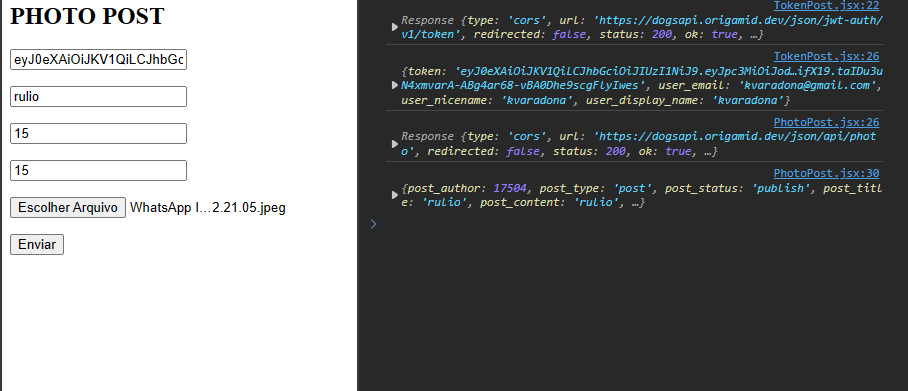 PHOTO POST
eyJ0eXAiOiJKV1QiLCJhbGc
rulio
15
15
Escolher Arquivo WhatsApp I...2.21.05.jpeg
Enviar
TokenPost.jsx:22
Response {type: 'cors', url: 'https://dogsapi.origamid.dev/json/jwt-auth/
v1/token', redirected: false, status: 200, ok: true, …}
TokenPost.jsx:26
{token: 'eyJ0eXAiOiJKV1QiLCJhbGciOiJIUzI1NiJ9.eyJpc3MiOiJod…ifX19.taIDu3u
N4xmvarA-ABg4ar68-vBA0Dhe9scgFlyIwes', user_email: 'kvaradona@gmail.com',
user_nicename: 'kvaradona', user_display_name: 'kvaradona'}
PhotoPost.jsx:26
Response {type: 'cors', url: 'https://dogsapi.origamid.dev/json/api/phot
o', redirected: false, status: 200, ok: true, …}
PhotoPost.jsx:30
{post_author: 17504, post_type: 'post', post_status: 'publish', post_titl
e: 'rulio', post_content: 'rulio', …}